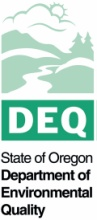 DEQ
State of Oregon
Department of
Environmental
Quality